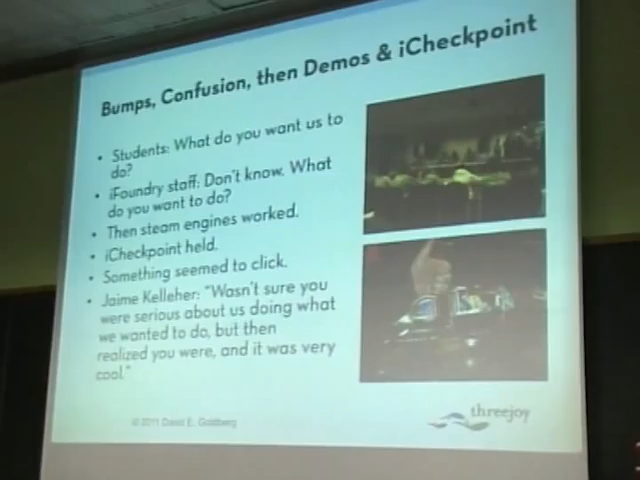 Bumps, Confusion, then Demos & iCheckpoint
• Students: What do you want us to
do?
• iFoundry staff: Don't know. What
do you want to do?
• Then steam engines worked.
• iCheckpoint held.
• Something seemed to click.
• Jaime Kelleher: "Wasn't sure you
were serious about us doing what
we wanted to do, but then
realized you were, and it was very
cool."
© 2011 David E. Goldberg
threejoy